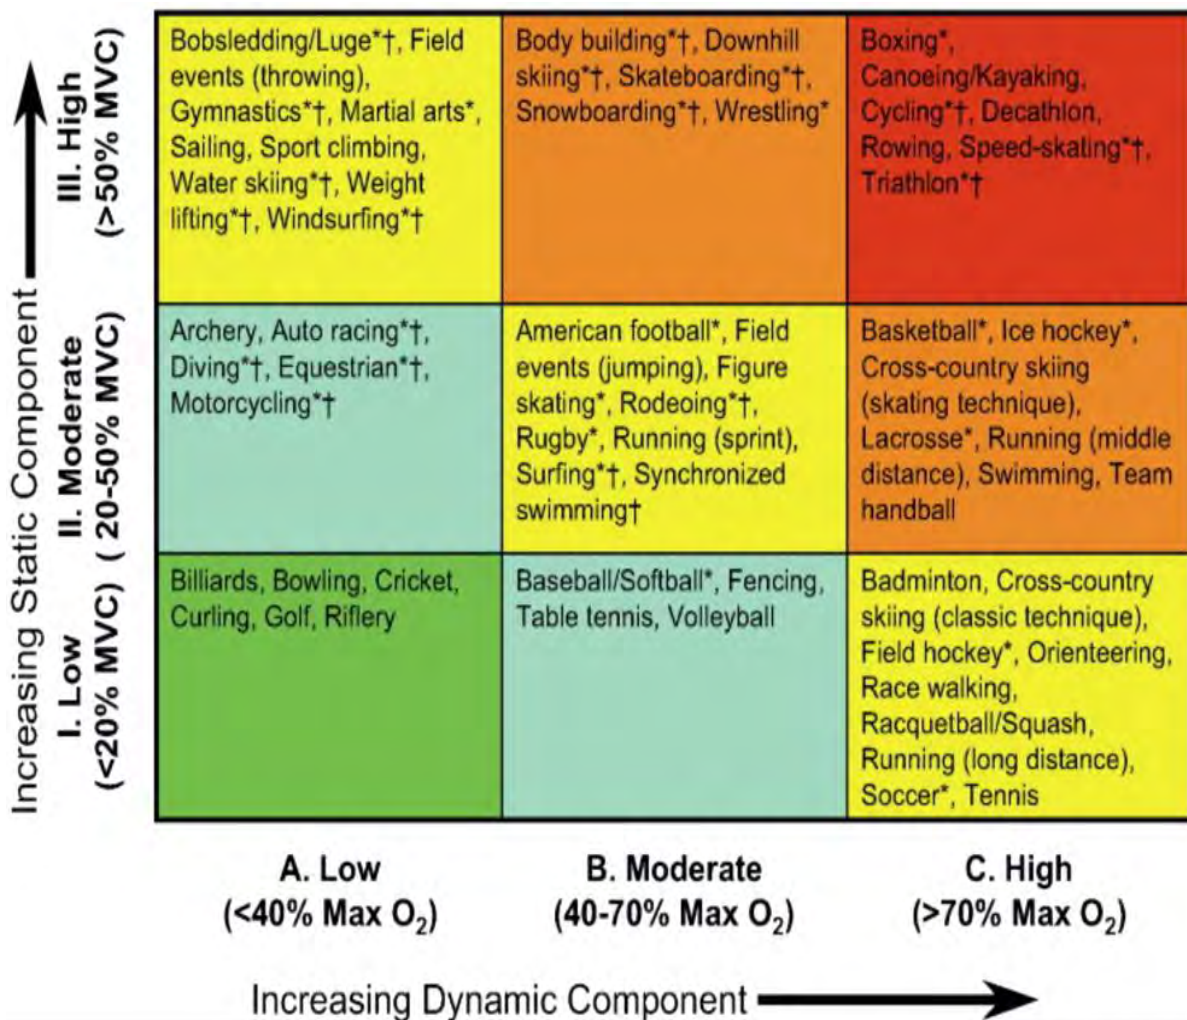 Increasing Static Component
III. High
(>50% MVC)
Bobsledding/Luge*†, Field
events (throwing),
Gymnastics*†, Martial arts*,
Sailing, Sport climbing,
Water skiing*†, Weight
lifting*†, Windsurfing*†
Body building*†, Downhill
skiing*†, Skateboarding*†,
Snowboarding*†, Wrestling*
Boxing*,
Canoeing/Kayaking,
Cycling*†, Decathlon,
Rowing, Speed-skating*†,
Triathlon*†
II. Moderate
( 20-50% MVC)
Archery, Auto racing*†,
Diving*†, Equestrian*†,
Motorcycling*†
American football*, Field
events (jumping), Figure
skating*, Rodeoing*†,
Rugby*, Running (sprint),
Surfing*†, Synchronized
swimming†
Basketball*, Ice hockey*,
Cross-country skiing
(skating technique),
Lacrosse*, Running (middle
distance), Swimming, Team
handball
I. Low
(<20% MVC)
Billiards, Bowling, Cricket,
Curling, Golf, Riflery
Baseball/Softball*, Fencing,
Table tennis, Volleyball
Badminton, Cross-country
skiing (classic technique),
Field hockey*, Orienteering,
Race walking,
Racquetball/Squash,
Running (long distance),
Soccer*, Tennis
A. Low
(<40% Max O₂)
B. Moderate
(40-70% Max O₂)
C. High
(>70% Max O₂)
Increasing Dynamic Component